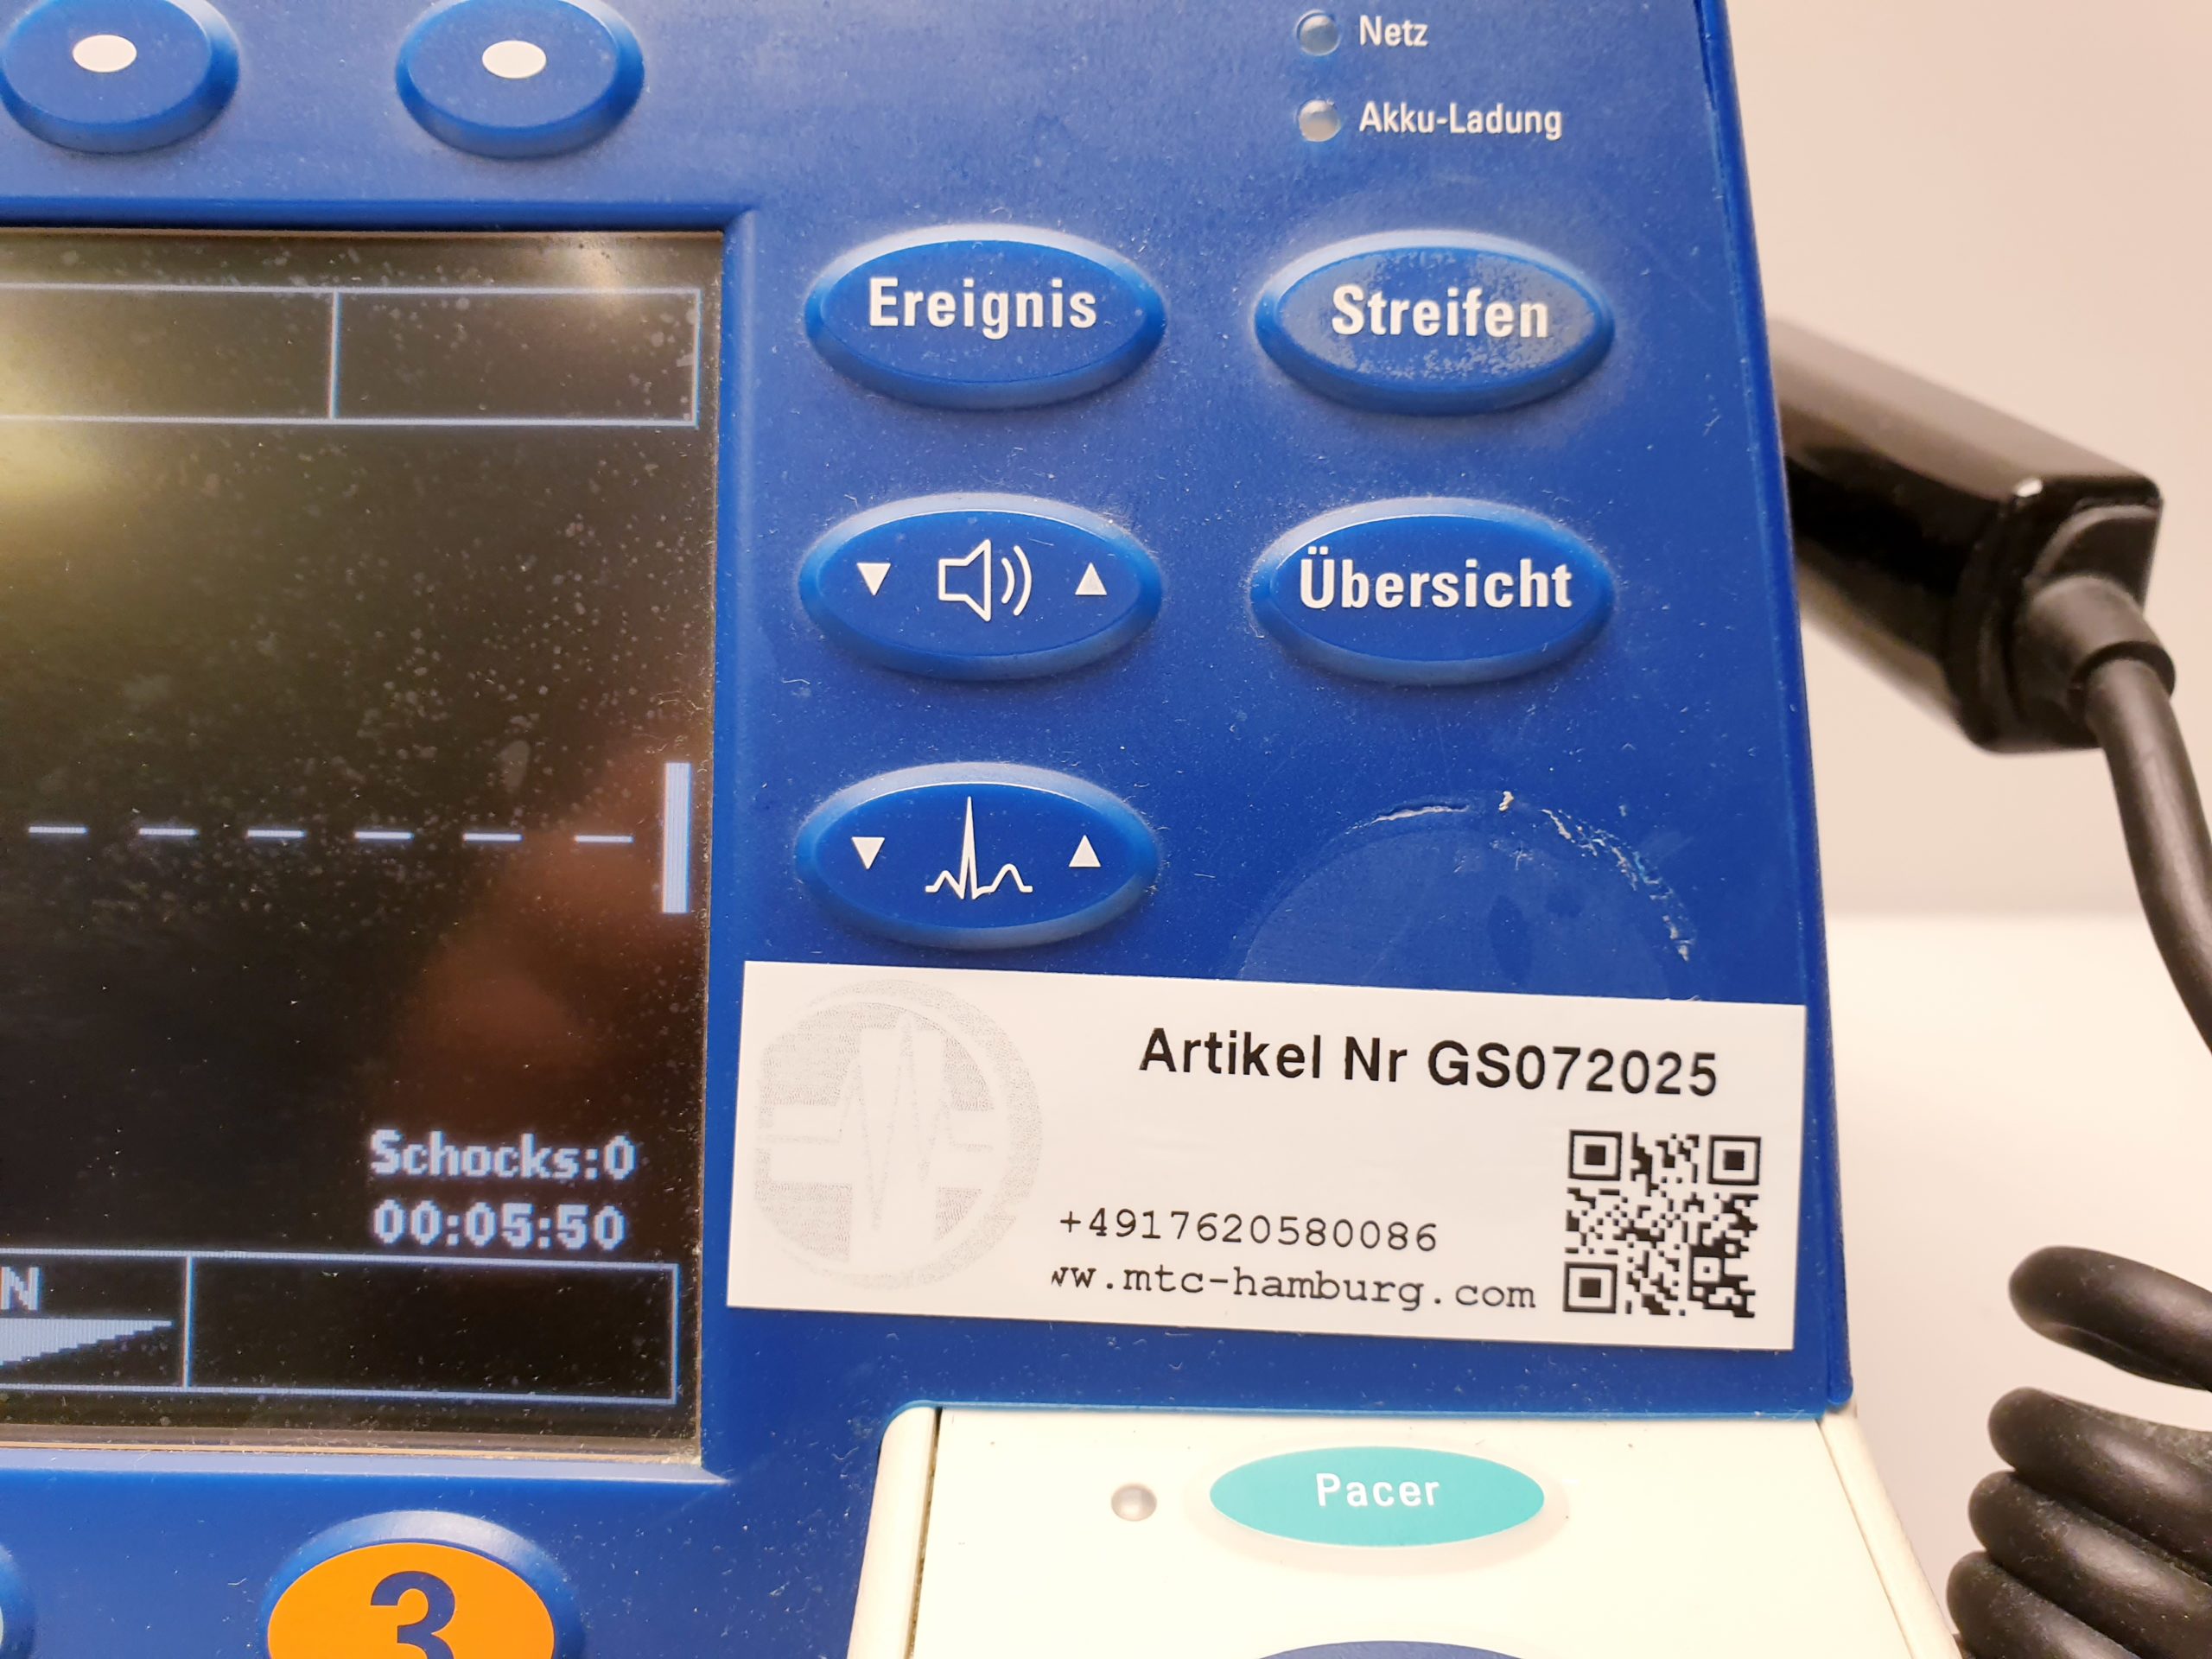 Netz
Akku-Ladung
Ereignis
Streifen
Übersicht
Artikel Nr GS072025
Schocks:0
00:05:50
+4917620580086
w.mtc-hamburg.com
N
Pacer
3